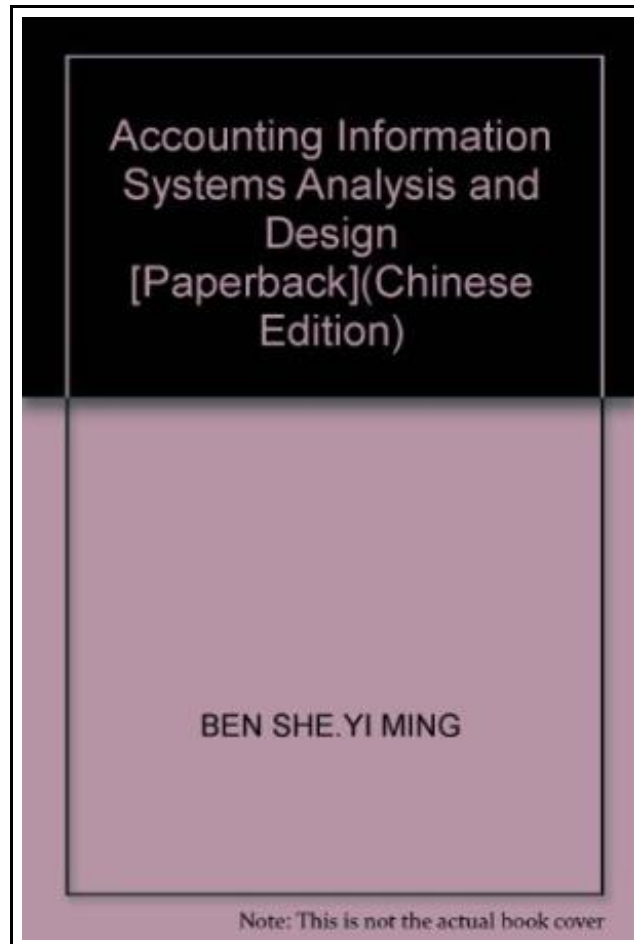 Accounting Information
Systems Analysis and
Design
[Paperback](Chinese
Edition)
BEN SHE.YI MING
Note: This is not the actual book cover